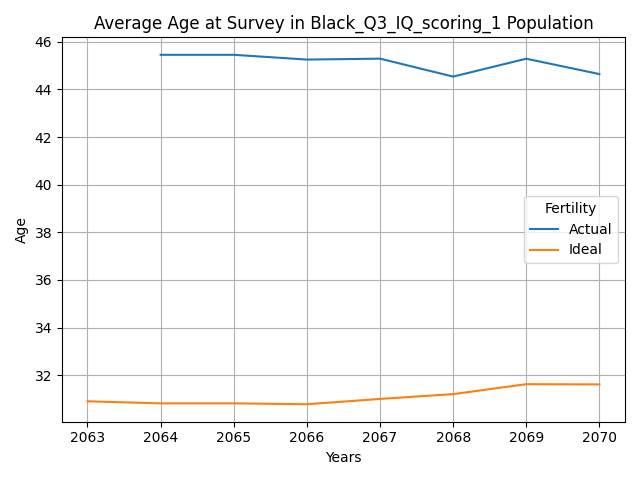 Average Age at Survey in Black_Q3_IQ_scoring_1 Population
46
44
42
40
38
36
34
32
Age
Fertility
Actual
Ideal
2063 2064 2065 2066 2067 2068 2069 2070
Years